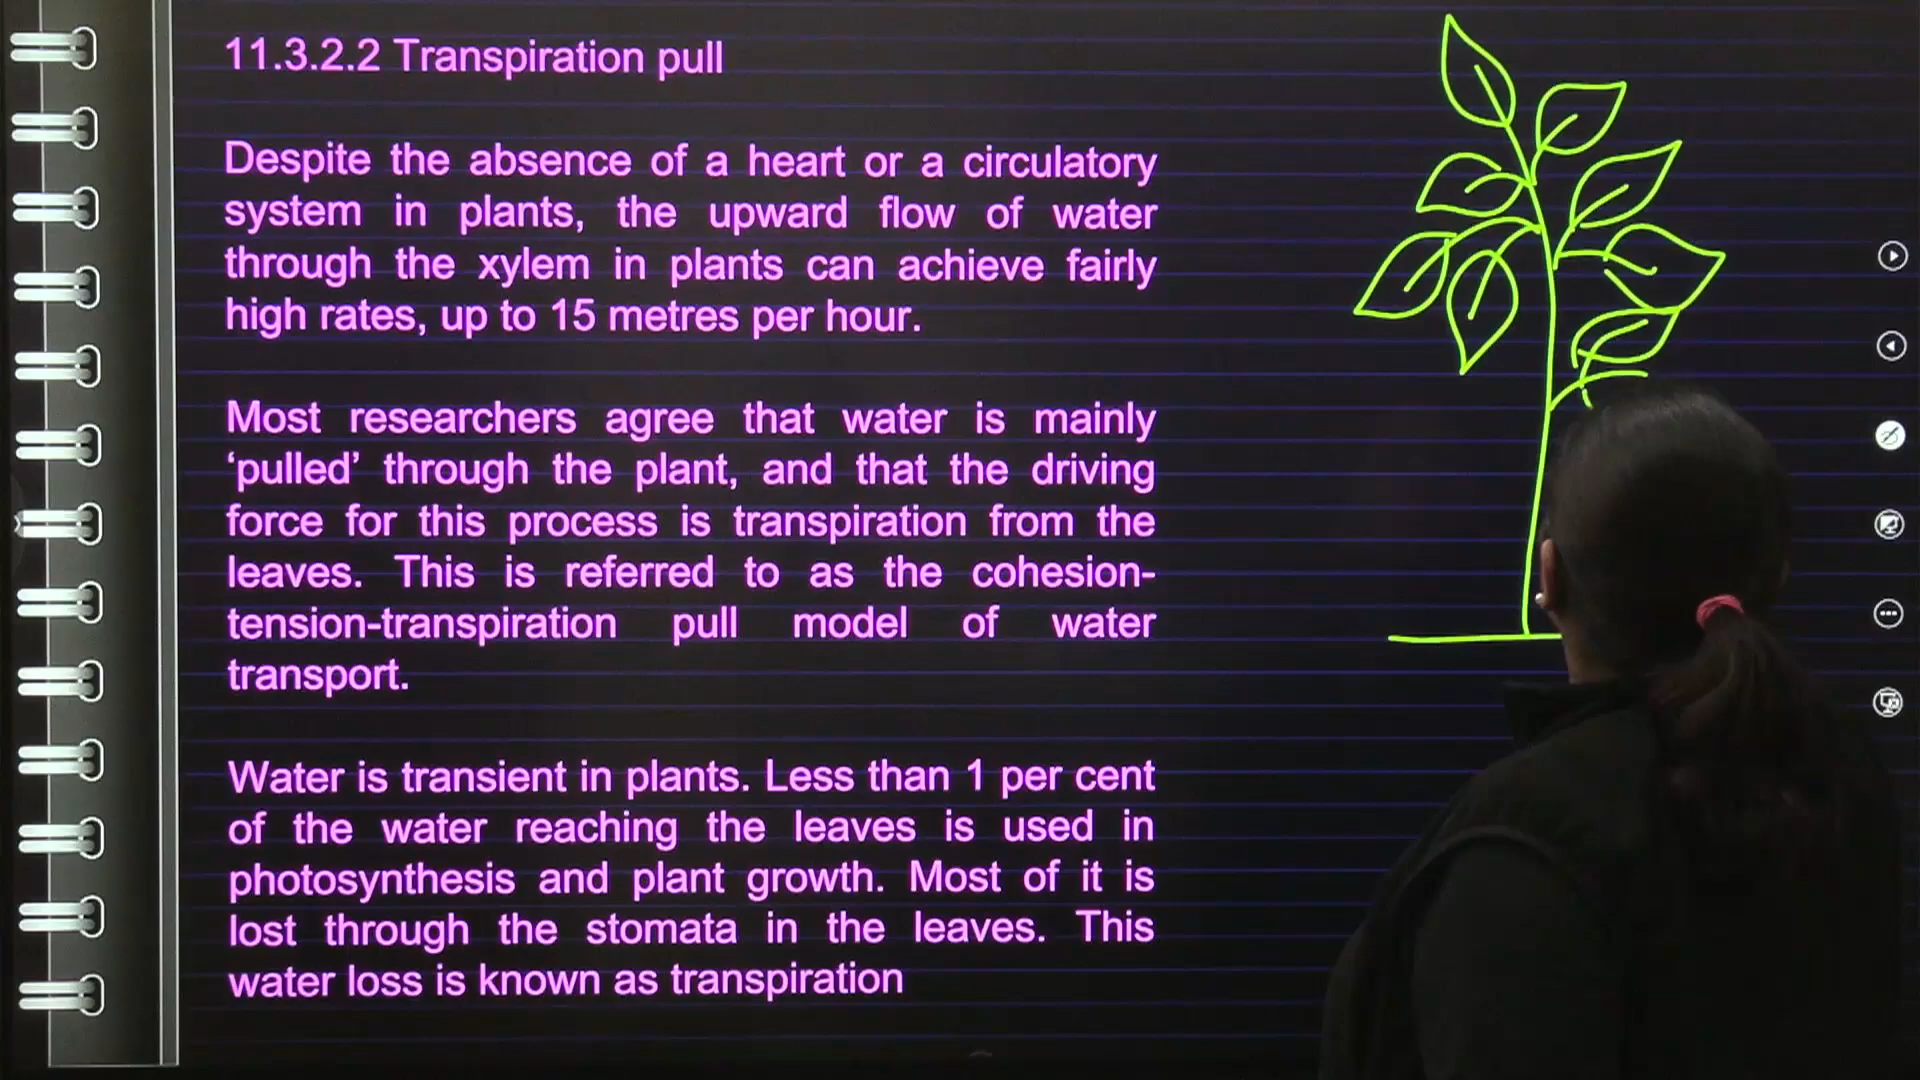 11.3.2.2 Transpiration pull
Despite the absence of a heart or a circulatory
system in plants, the upward flow of water
through the xylem in plants can achieve fairly
high rates, up to 15 metres per hour.
Most researchers agree that water is mainly
‘pulled’ through the plant, and that the driving
force for this process is transpiration from the
leaves. This is referred to as the cohesion-
tension-transpiration pull model of water
transport.
Water is transient in plants. Less than 1 per cent
of the water reaching the leaves is used in
photosynthesis and plant growth. Most of it is
lost through the stomata in the leaves. This
water loss is known as transpiration